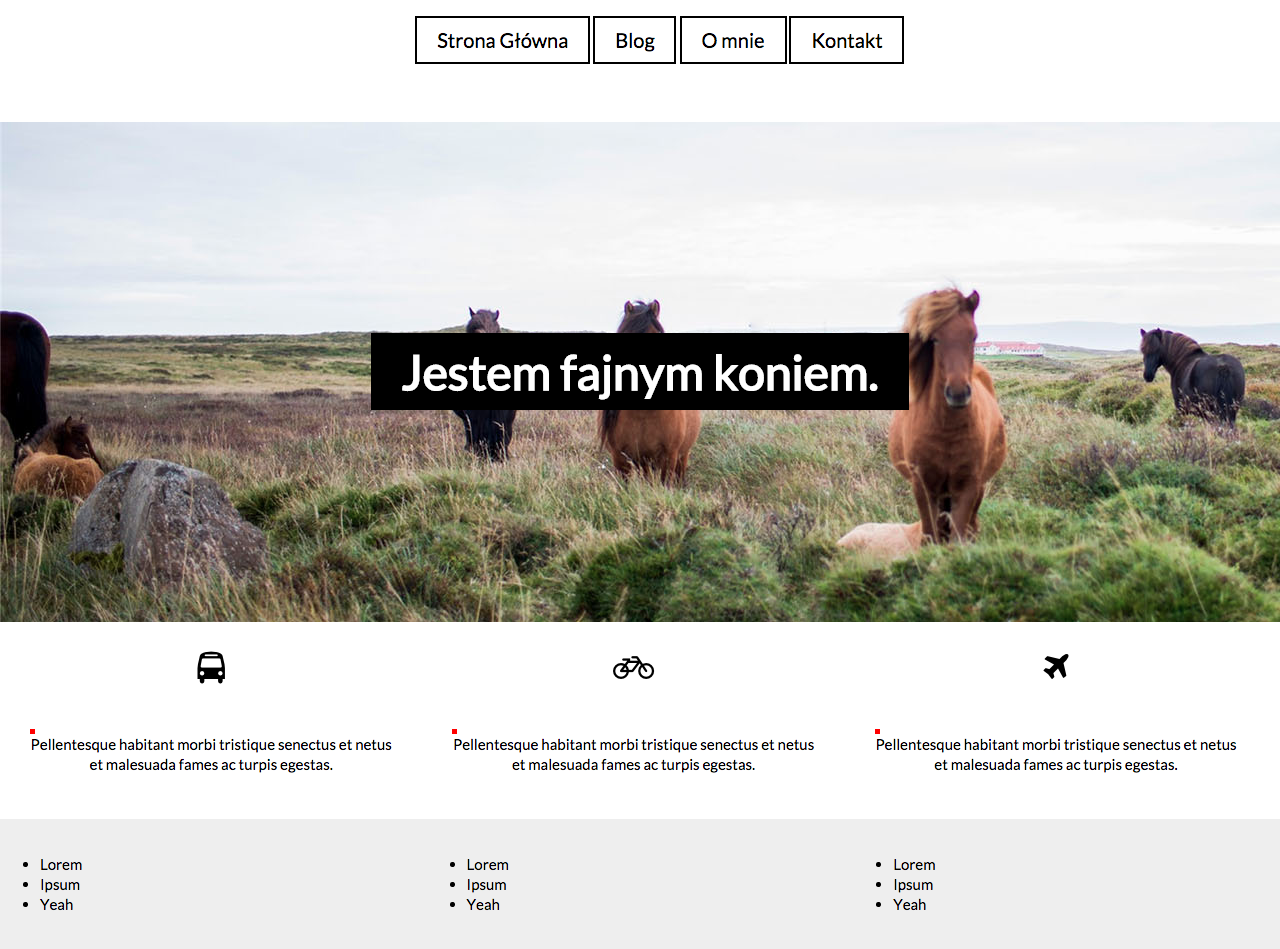 Strona Główna Blog O mnie Kontakt
Jestem fajnym koniem.
Pellentesque habitant morbi tristique senectus et netus
et malesuada fames ac turpis egestas.
Pellentesque habitant morbi tristique senectus et netus
et malesuada fames ac turpis egestas.
Pellentesque habitant morbi tristique senectus et netus
et malesuada fames ac turpis egestas.
Lorem
Ipsum
Yeah
Lorem
Ipsum
Yeah
Lorem
Ipsum
Yeah